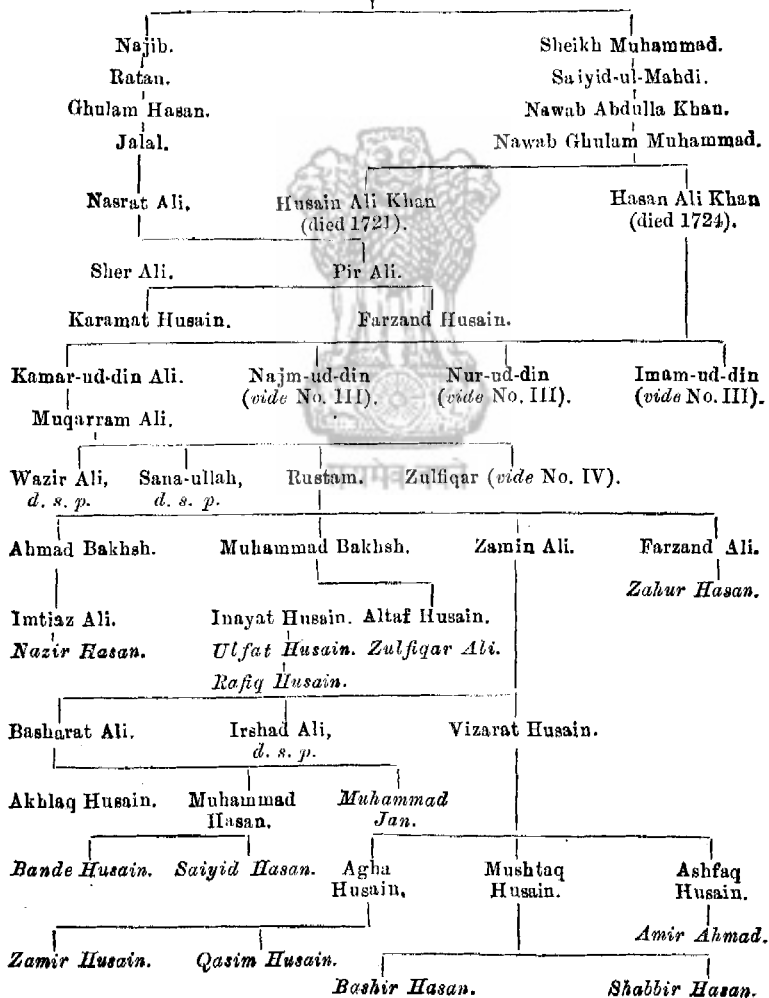 Najib. Sheikh Muhammad.
Ratan. Saiyid-ul-Mahdi.
Ghulam Hasan. Nawab Abdulla Khan.
Jalal. Nawab Ghulam Muhammad.
Nasrat Ali. Husain Ali Khan Hasan Ali Khan
(died 1721). (died 1724).
Sher Ali. Pir Ali.
Karamat Husain. Farzand Husain.
Kamar-ud-din Ali. Najm-ud-din Nur-ud-din Imam-ud-din
(vide No. III). (vide No. III). (vide No. III).
Muqarram Ali.
Wazir Ali, Sana-ullah, Rustam. Zulfiqar (vide No. IV).
d. s. p. d. s. p.
Ahmad Bakhsh. Muhammad Bakhsh. Zamin Ali. Farzand Ali.
Zahur Hasan.
Imtiaz Ali. Inayat Husain. Altaf Husain.
Nazir Hasan. Ulfat Husain. Zulfiqar Ali.
Rafiq Husain.
Basharat Ali. Irshad Ali, Vizarat Husain.
d. s. p.
Akhlaq Husain. Muhammad Muhammad
Hasan. Jan.
Bande Husain. Saiyid Hasan. Agha Mushtaq Ashfaq
Husain. Husain. Husain.
Amir Ahmad.
Zamir Husain. Qasim Husain.
Bashir Hasan. Shabbir Hasan.